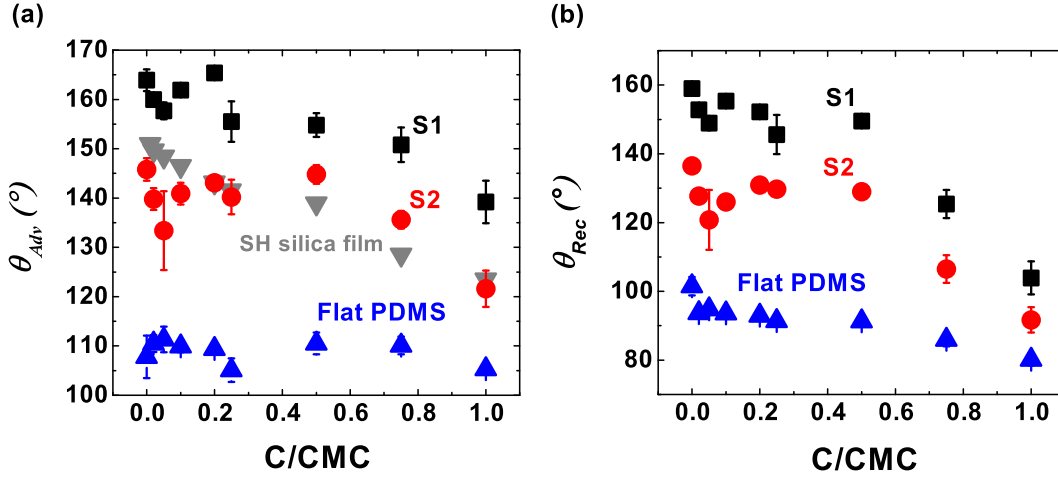 (a)
170
160
150
140
130
120
110
100
θAdv (°)
S1
S2
SH silica film
Flat PDMS
0.0 0.2 0.4 0.6 0.8 1.0
C/CMC
(b)
160
140
120
100
80
θRec (°)
S1
S2
Flat PDMS
0.0 0.2 0.4 0.6 0.8 1.0
C/CMC